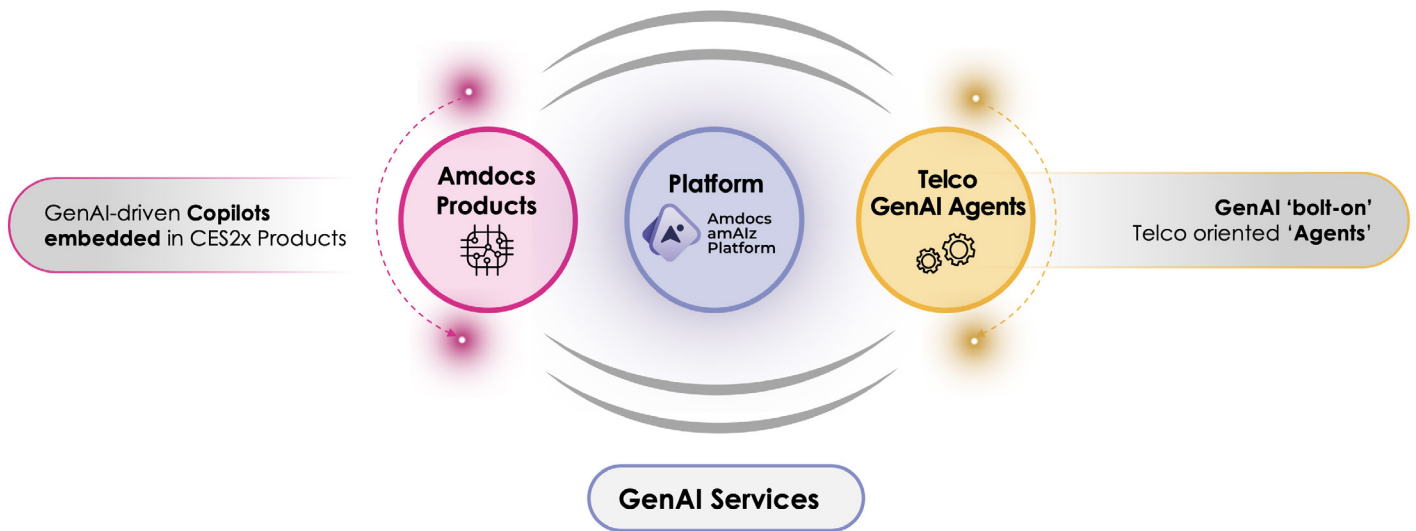 GenAI-driven Copilots
embedded in CES2x Products
Amdocs
Products
Platform
Amdocs
amAIz
Platform
Telco
GenAI Agents
GenAI ‘bolt-on’
Telco oriented ‘Agents’
GenAI Services